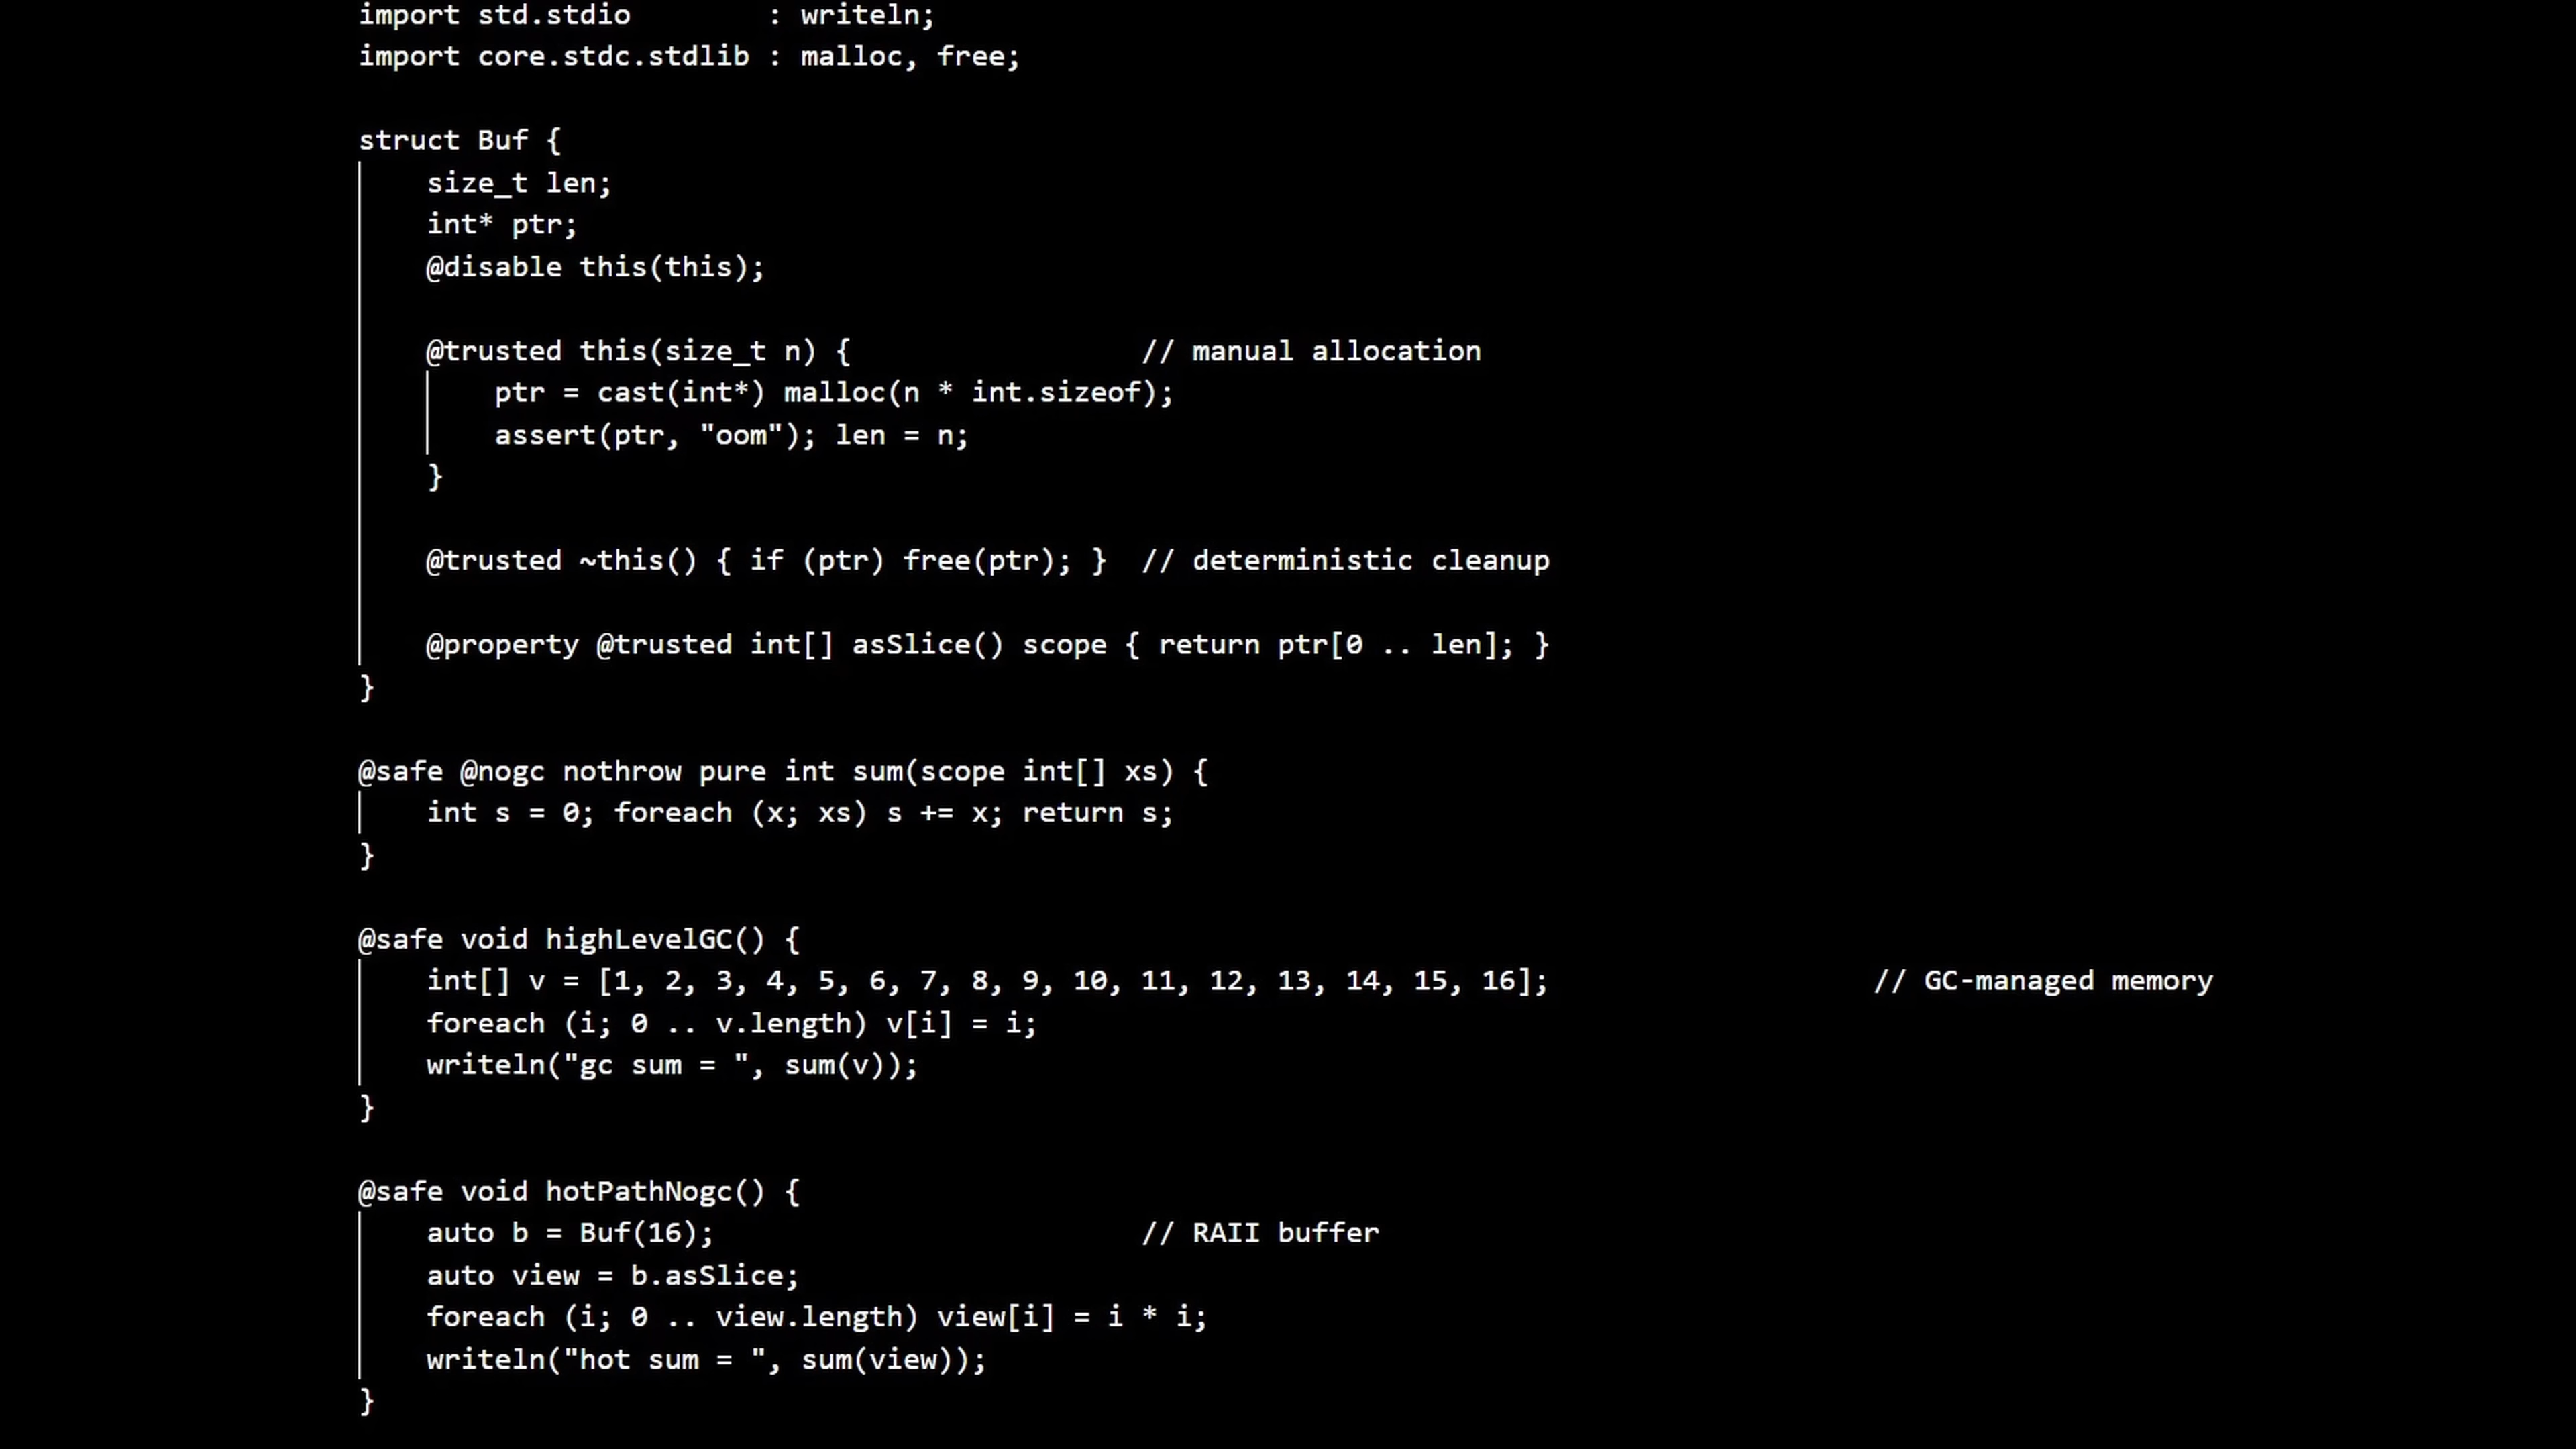 import std.stdio        : writeln;
import core.stdc.stdlib : malloc, free;

struct Buf {
    size_t len;
    int* ptr;
    @disable this(this);

    @trusted this(size_t n) {                 // manual allocation
        ptr = cast(int*) malloc(n * int.sizeof);
        assert(ptr, "oom"); len = n;
    }

    @trusted ~this() { if (ptr) free(ptr); }  // deterministic cleanup

    @property @trusted int[] asSlice() scope { return ptr[0 .. len]; }
}

@safe @nogc nothrow pure int sum(scope int[] xs) {
    int s = 0; foreach (x; xs) s += x; return s;
}

@safe void highLevelGC() {
    int[] v = [1, 2, 3, 4, 5, 6, 7, 8, 9, 10, 11, 12, 13, 14, 15, 16];                   // GC-managed memory
    foreach (i; 0 .. v.length) v[i] = i;
    writeln("gc sum = ", sum(v));
}

@safe void hotPathNogc() {
    auto b = Buf(16);                         // RAII buffer
    auto view = b.asSlice;
    foreach (i; 0 .. view.length) view[i] = i * i;
    writeln("hot sum = ", sum(view));
}